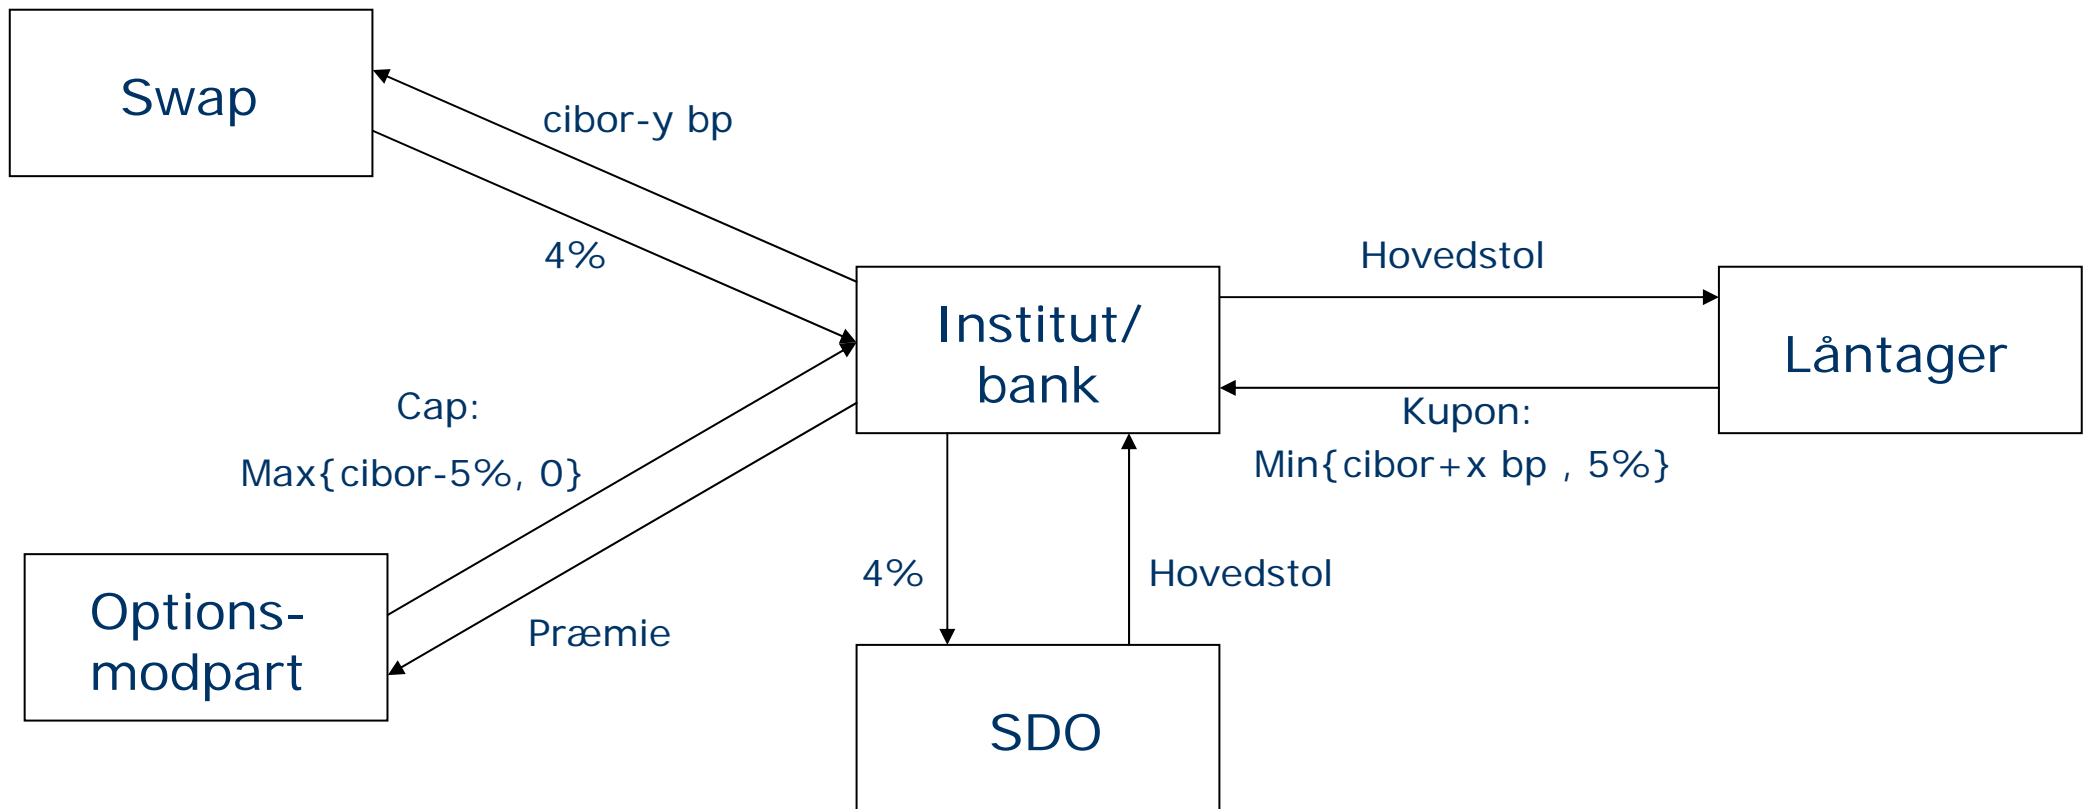 Swap
cibor-y bp
4%
Hovedstol
Institut/
bank
Låntager
Cap:
Max{cibor-5%, 0}
Kupon:
Min{cibor+x bp , 5%}
4%
Hovedstol
Options-
modpart
Præmie
SDO